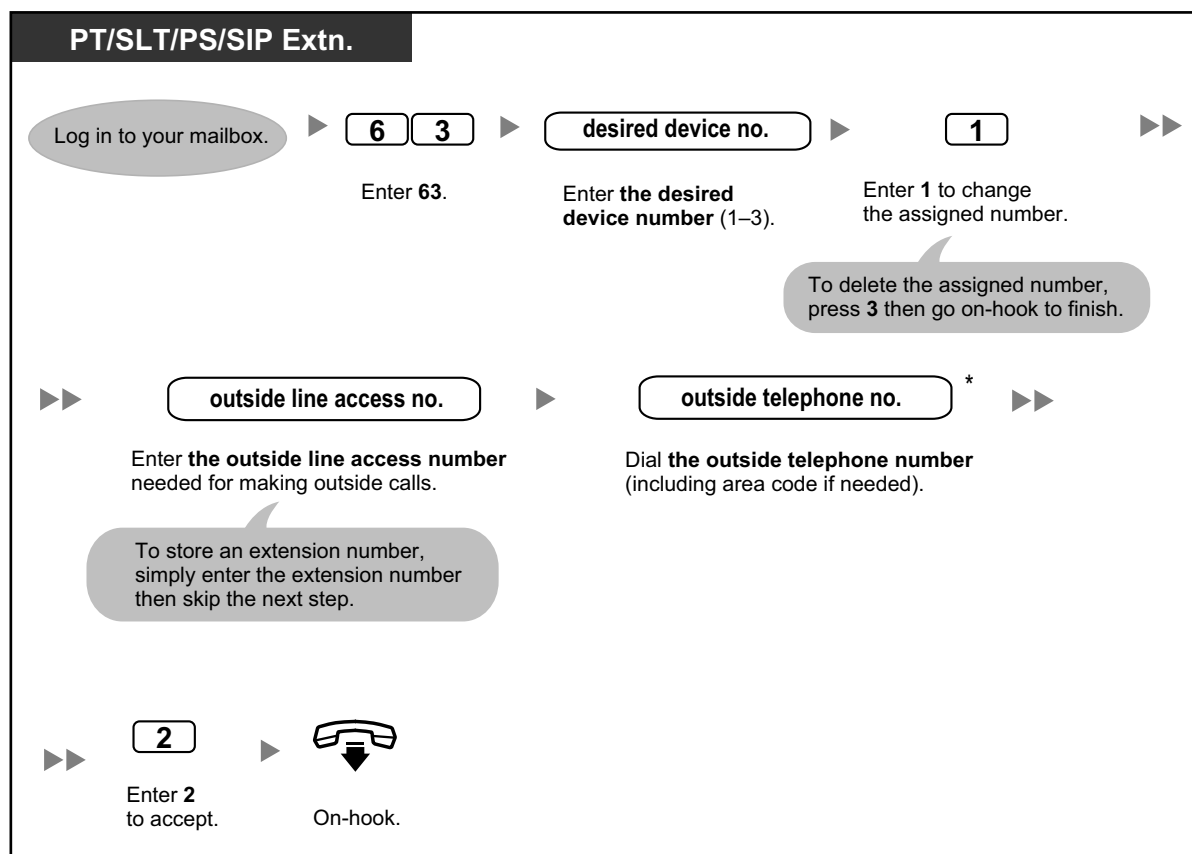 PT/SLT/PS/SIP Extn.
Log in to your mailbox.
6 3
desired device no.
1
Enter 63.
Enter the desired
device number (1–3).
Enter 1 to change
the assigned number.
To delete the assigned number,
press 3 then go on-hook to finish.
outside line access no.
outside telephone no. *
Enter the outside line access number
needed for making outside calls.
Dial the outside telephone number
(including area code if needed).
To store an extension number,
simply enter the extension number
then skip the next step.
2
Enter 2
to accept.
On-hook.